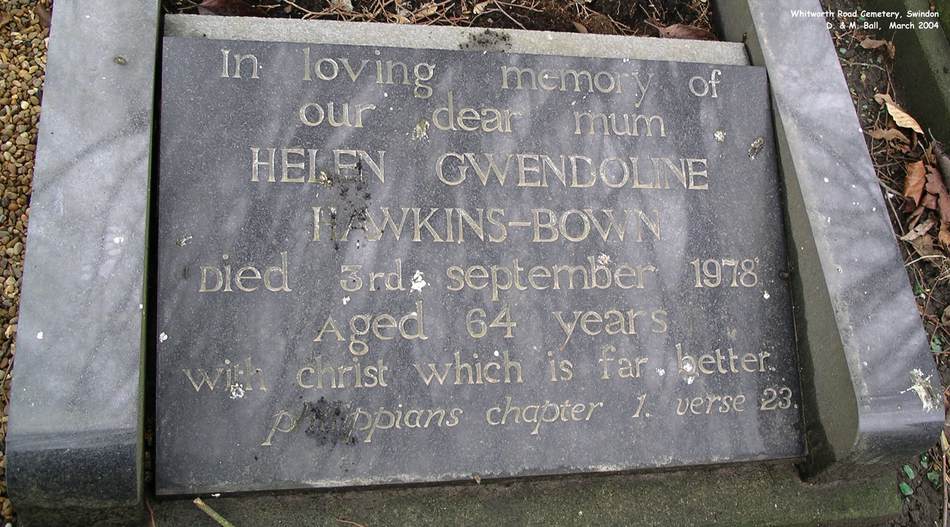 Whitworth Road Cemetery, Swindon
D. & M. Ball, March 2004
In loving memory of
our dear mum
HELEN GWENDOLINE
HAWKINS-BOWN
Died 3rd september 1978
Aged 64 years
with christ which is far better.
philippians chapter 1. verse 23.